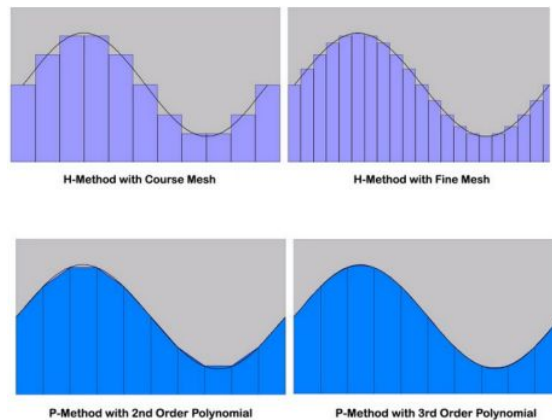 H-Method with Course Mesh
H-Method with Fine Mesh
P-Method with 2nd Order Polynomial
P-Method with 3rd Order Polynomial